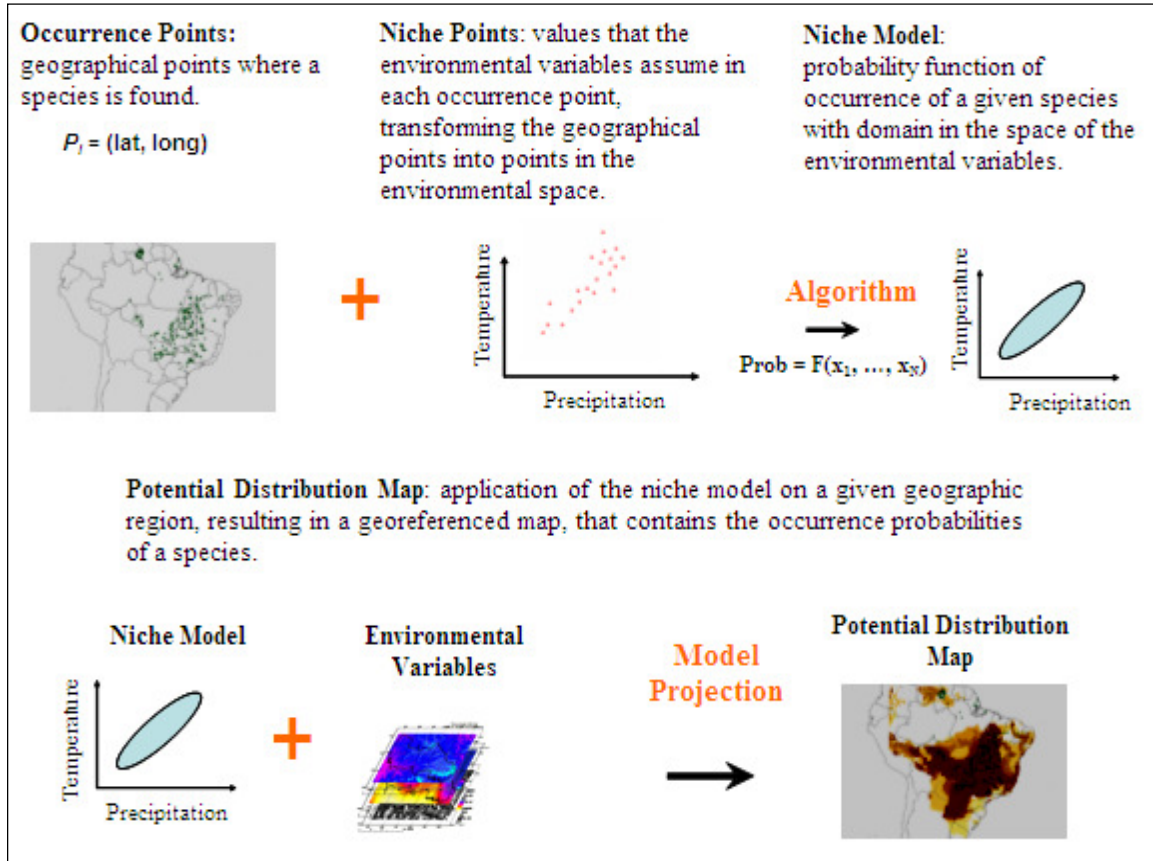 Occurrence Points:
geographical points where a
species is found.
Pᵢ = (lat, long)
Niche Points: values that the
environmental variables assume in
each occurrence point,
transforming the geographical
points into points in the
environmental space.
Niche Model:
probability function of
occurrence of a given species
with domain in the space of the
environmental variables.
+
Temperature
Precipitation
Algorithm
Prob = F(x₁, ..., x_N)
Temperature
Precipitation
Potential Distribution Map: application of the niche model on a given geographic
region, resulting in a georeferenced map, that contains the occurrence probabilities
of a species.
Niche Model
Temperature
Precipitation
+
Environmental
Variables
Model
Projection
Potential Distribution
Map